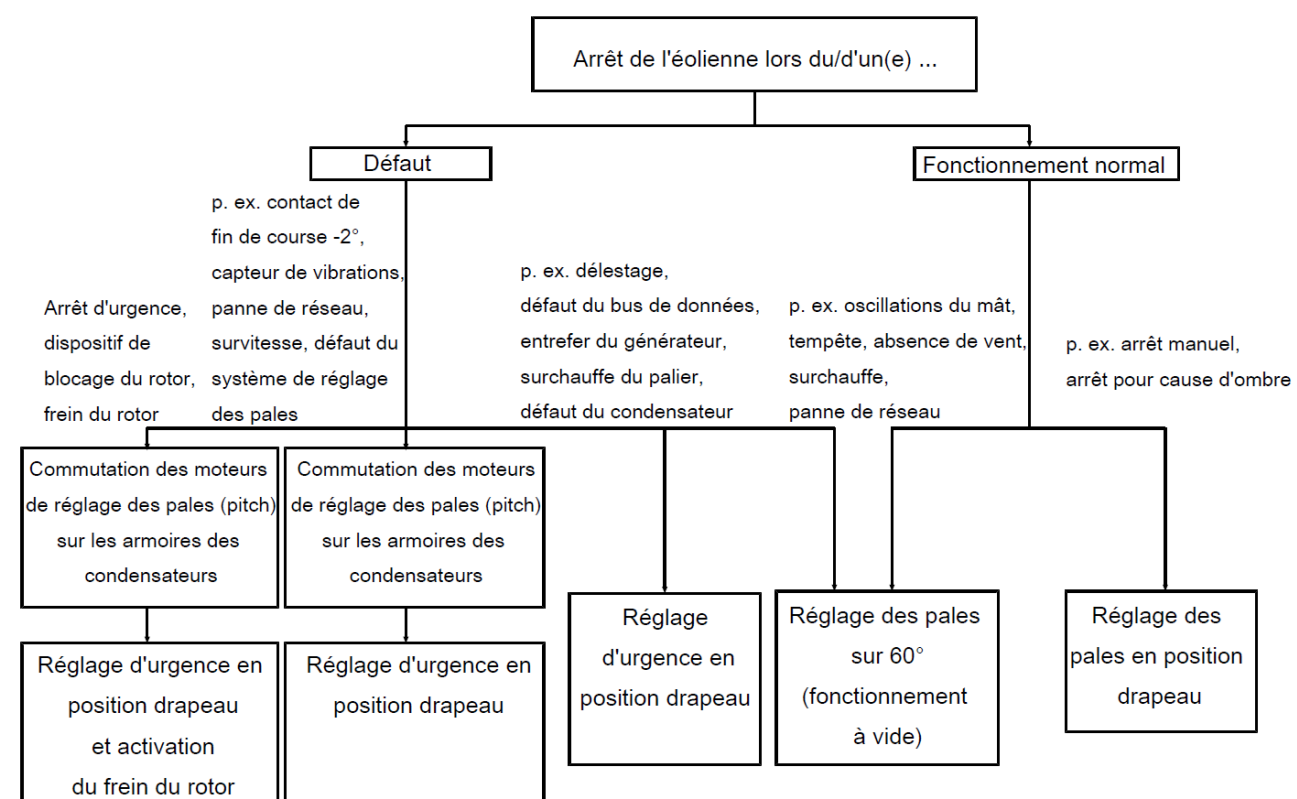 Arrêt de l'éolienne lors du/d'un(e) ...
Défaut
Fonctionnement normal
Arrêt d'urgence,
dispositif de
blocage du rotor,
frein du rotor
p. ex. contact de
fin de course -2°,
capteur de vibrations,
panne de réseau,
survitesse, défaut du
système de réglage
des pales
p. ex. délestage,
défaut du bus de données,
entrefer du générateur,
surchauffe du palier,
défaut du condensateur
p. ex. oscillations du mât,
tempête, absence de vent,
surchauffe,
panne de réseau
p. ex. arrêt manuel,
arrêt pour cause d'ombre
Commutation des moteurs
de réglage des pales (pitch)
sur les armoires des
condensateurs
Commutation des moteurs
de réglage des pales (pitch)
sur les armoires des
condensateurs
Réglage d'urgence en
position drapeau
et activation
du frein du rotor
Réglage d'urgence en
position drapeau
Réglage
d'urgence en
position drapeau
Réglage des pales
sur 60°
(fonctionnement
à vide)
Réglage des
pales en position
drapeau